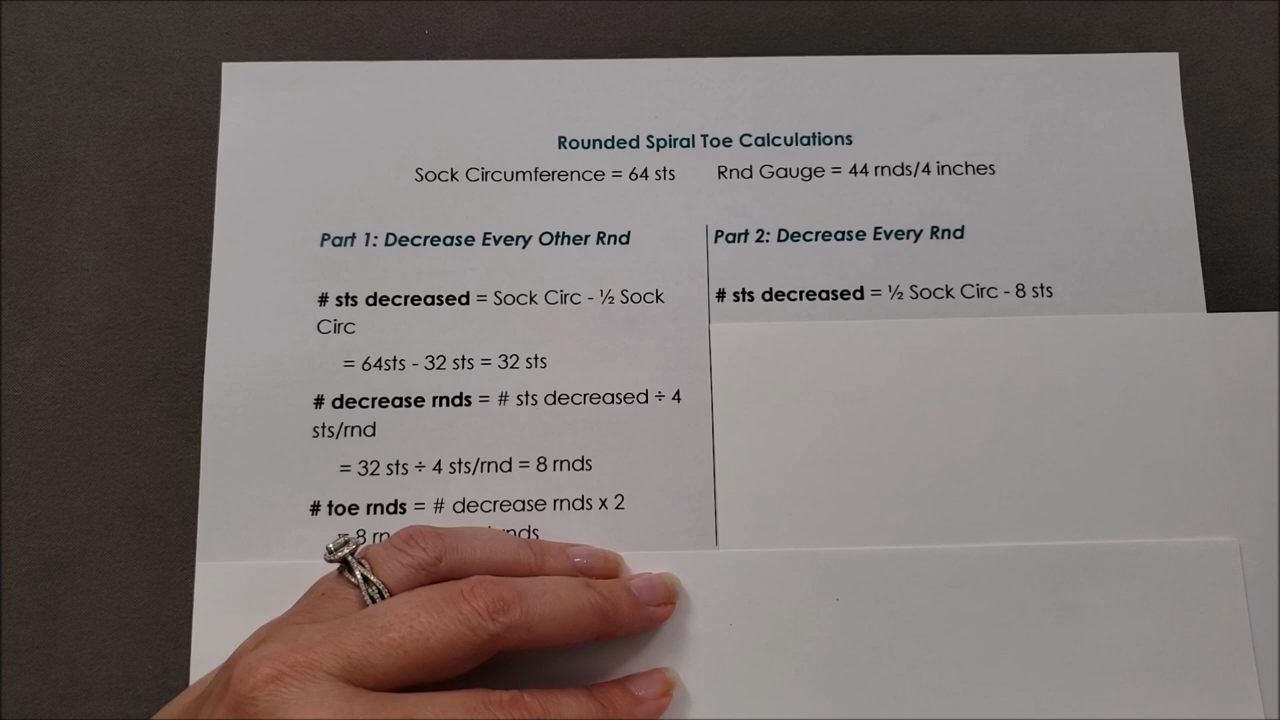 Rounded Spiral Toe Calculations
Sock Circumference = 64 sts Rnd Gauge = 44 rnds/4 inches
Part 1: Decrease Every Other Rnd
# sts decreased = Sock Circ - ½ Sock
Circ
= 64sts - 32 sts = 32 sts
# decrease rnds = # sts decreased ÷ 4
sts/rnd
= 32 sts ÷ 4 sts/rnd = 8 rnds
# toe rnds = # decrease rnds x 2
= 8
Part 2: Decrease Every Rnd
# sts decreased = ½ Sock Circ - 8 sts